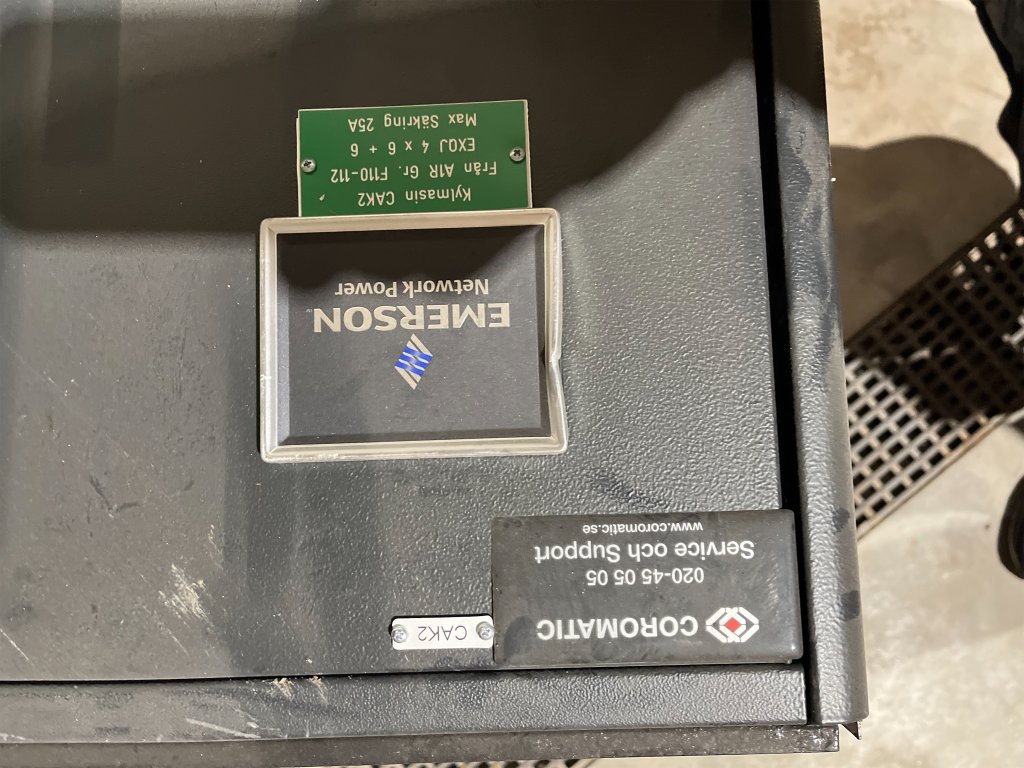 COROMATIC
020-45 05 05
Service och Support
www.coromatic.se
CAK2
EMERSON
Network Power
Kylmasin CAK2
Från A1R Gr. F110-112
EXQJ 4 x 6 + 6
Max Säkring 25A